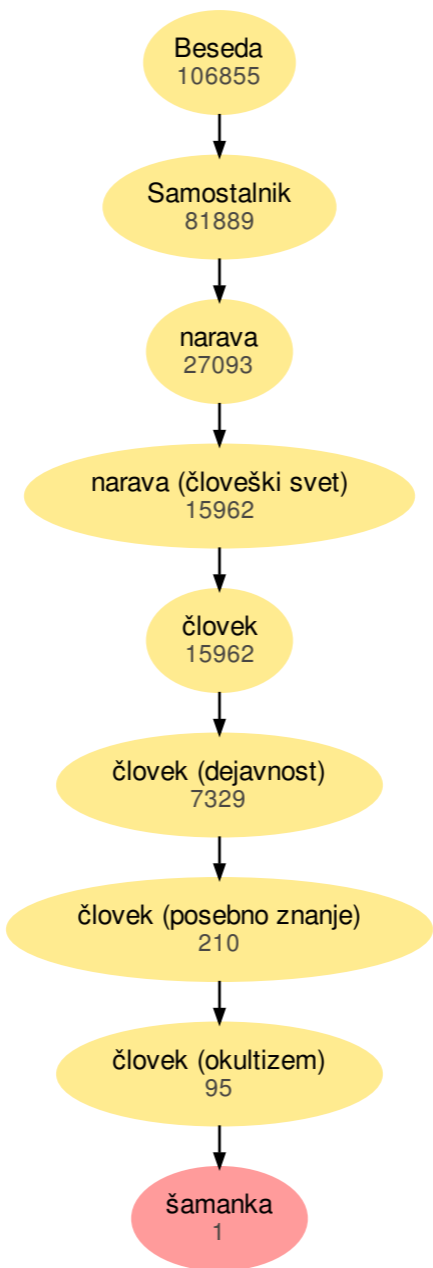 Beseda
106855
Samostalnik
81889
narava
27093
narava (človeški svet)
15962
človek
15962
človek (dejavnost)
7329
človek (posebno znanje)
210
človek (okultizem)
95
šamanka
1